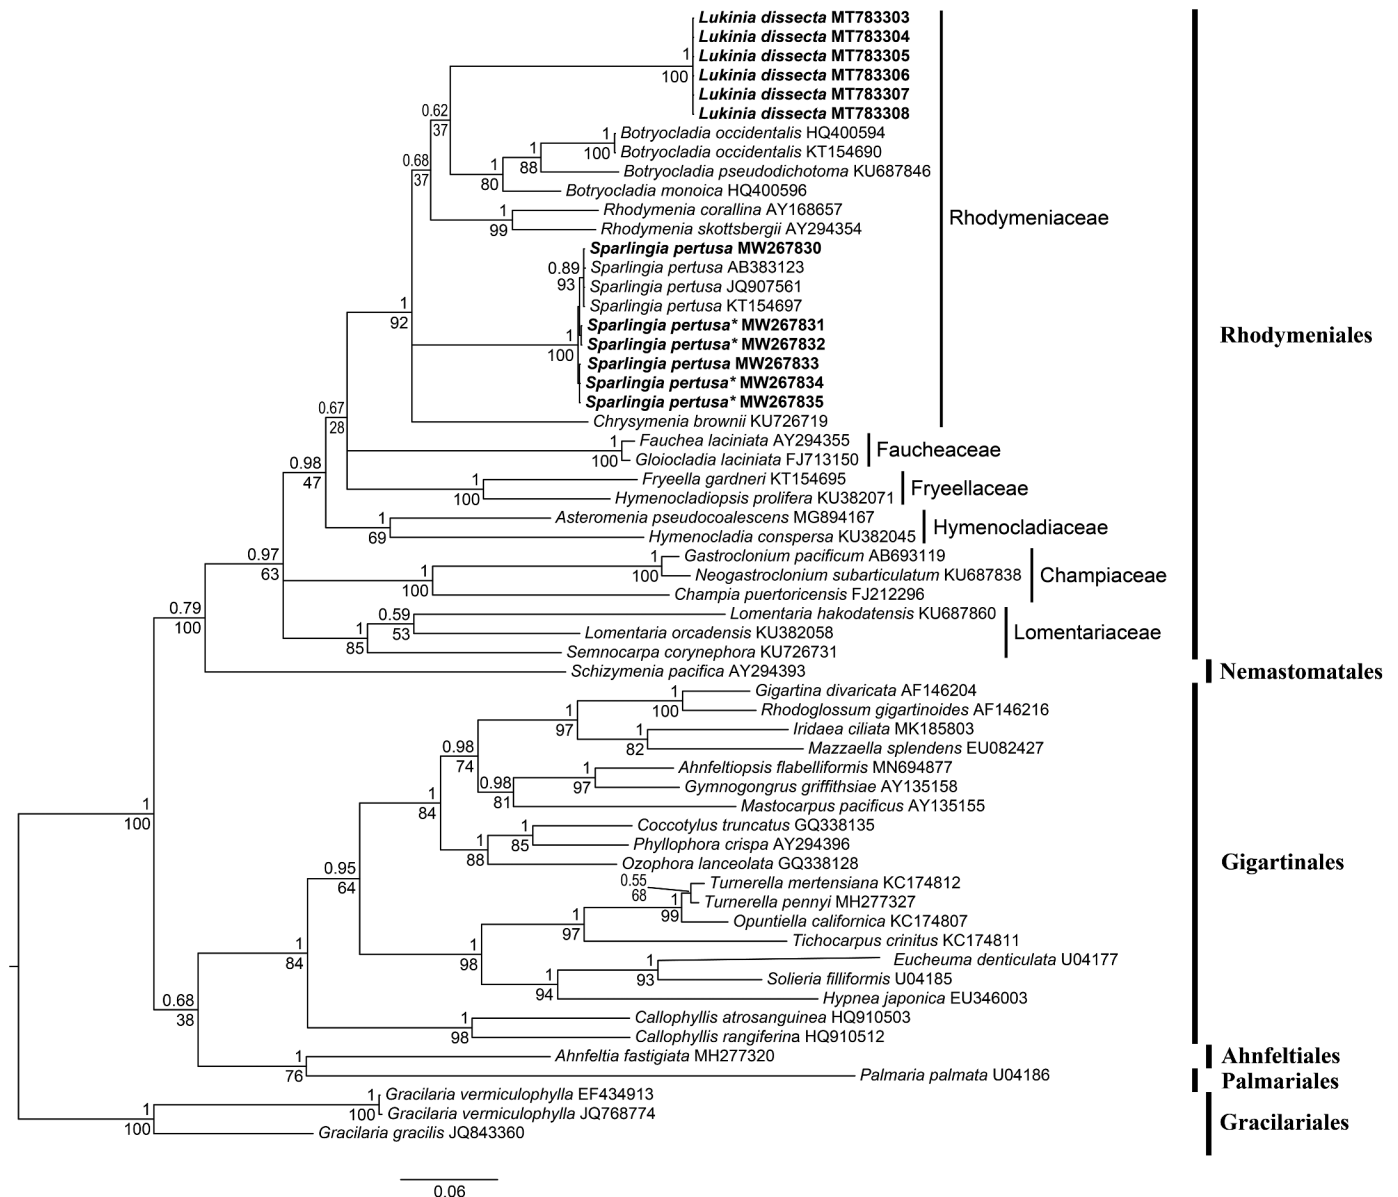 Lukinia dissecta MT783303
Lukinia dissecta MT783304
Lukinia dissecta MT783305
Lukinia dissecta MT783306
Lukinia dissecta MT783307
Lukinia dissecta MT783308
Botryocladia occidentalis HQ400594
Botryocladia occidentalis KT154690
Botryocladia pseudodichotoma KU687846
Botryocladia monoica HQ400596
Rhodymenia corallina AY168657
Rhodymenia skottsbergii AY294354
Sparlingia pertusa MW267830
Sparlingia pertusa AB383123
Sparlingia pertusa JQ907561
Sparlingia pertusa KT154697
Sparlingia pertusa* MW267831
Sparlingia pertusa* MW267832
Sparlingia pertusa MW267833
Sparlingia pertusa* MW267834
Sparlingia pertusa* MW267835
Chrysymenia brownii KU726719
Fauchea laciniata AY294355
Gloiocladia laciniata FJ713150
Fryeella gardneri KT154695
Hymenocladiopsis prolifera KU382071
Asteromenia pseudocoalescens MG894167
Hymenocladia conspersa KU382045
Gastroclonium pacificum AB693119
Neogastroclonium subarticulatum KU687838
Champia puertoricensis FJ212296
Lomentaria hakodatensis KU687860
Lomentaria orcadensis KU382058
Semnocarpa corynephora KU726731
Schizymenia pacifica AY294393
Gigartina divaricata AF146204
Rhodoglossum gigartinoides AF146216
Iridaea ciliata MK185803
Mazzaella splendens EU082427
Ahnfeltiopsis flabelliformis MN694877
Gymnogongrus griffithsiae AY135158
Mastocarpus pacificus AY135155
Coccotylus truncatus GQ338135
Phyllophora crispa AY294396
Ozophora lanceolata GQ338128
Turnerella mertensiana KC174812
Turnerella pennyi MH277327
Opuntiella californica KC174807
Tichocarpus crinitus KC174811
Eucheuma denticulata U04177
Solieria filliformis U04185
Hypnea japonica EU346003
Callophyllis atrosanguinea HQ910503
Callophyllis rangiferina HQ910512
Ahnfeltia fastigiata MH277320
Palmaria palmata U04186
Gracilaria vermiculophylla EF434913
Gracilaria vermiculophylla JQ768774
Gracilaria gracilis JQ843360
Rhodymeniaceae
Faucheaceae
Fryeellaceae
Hymenocladiaceae
Champiaceae
Lomentariaceae
Rhodymeniales
Nemastomatales
Gigartinales
Ahnfeltiales
Palmariales
Gracilariales
1
100
0.62
37
1
100
1
88
1
80
0.68
37
1
99
0.89
93
1
100
1
92
0.67
28
1
100
1
100
0.98
47
1
69
0.97
63
1
100
1
100
0.59
53
1
85
0.79
100
1
100
1
100
1
97
1
82
0.98
74
1
97
0.98
81
1
84
1
85
1
88
0.95
64
0.55
68
1
99
1
97
1
98
1
93
1
94
1
84
1
98
0.68
38
1
76
1
100
1
100
0.06